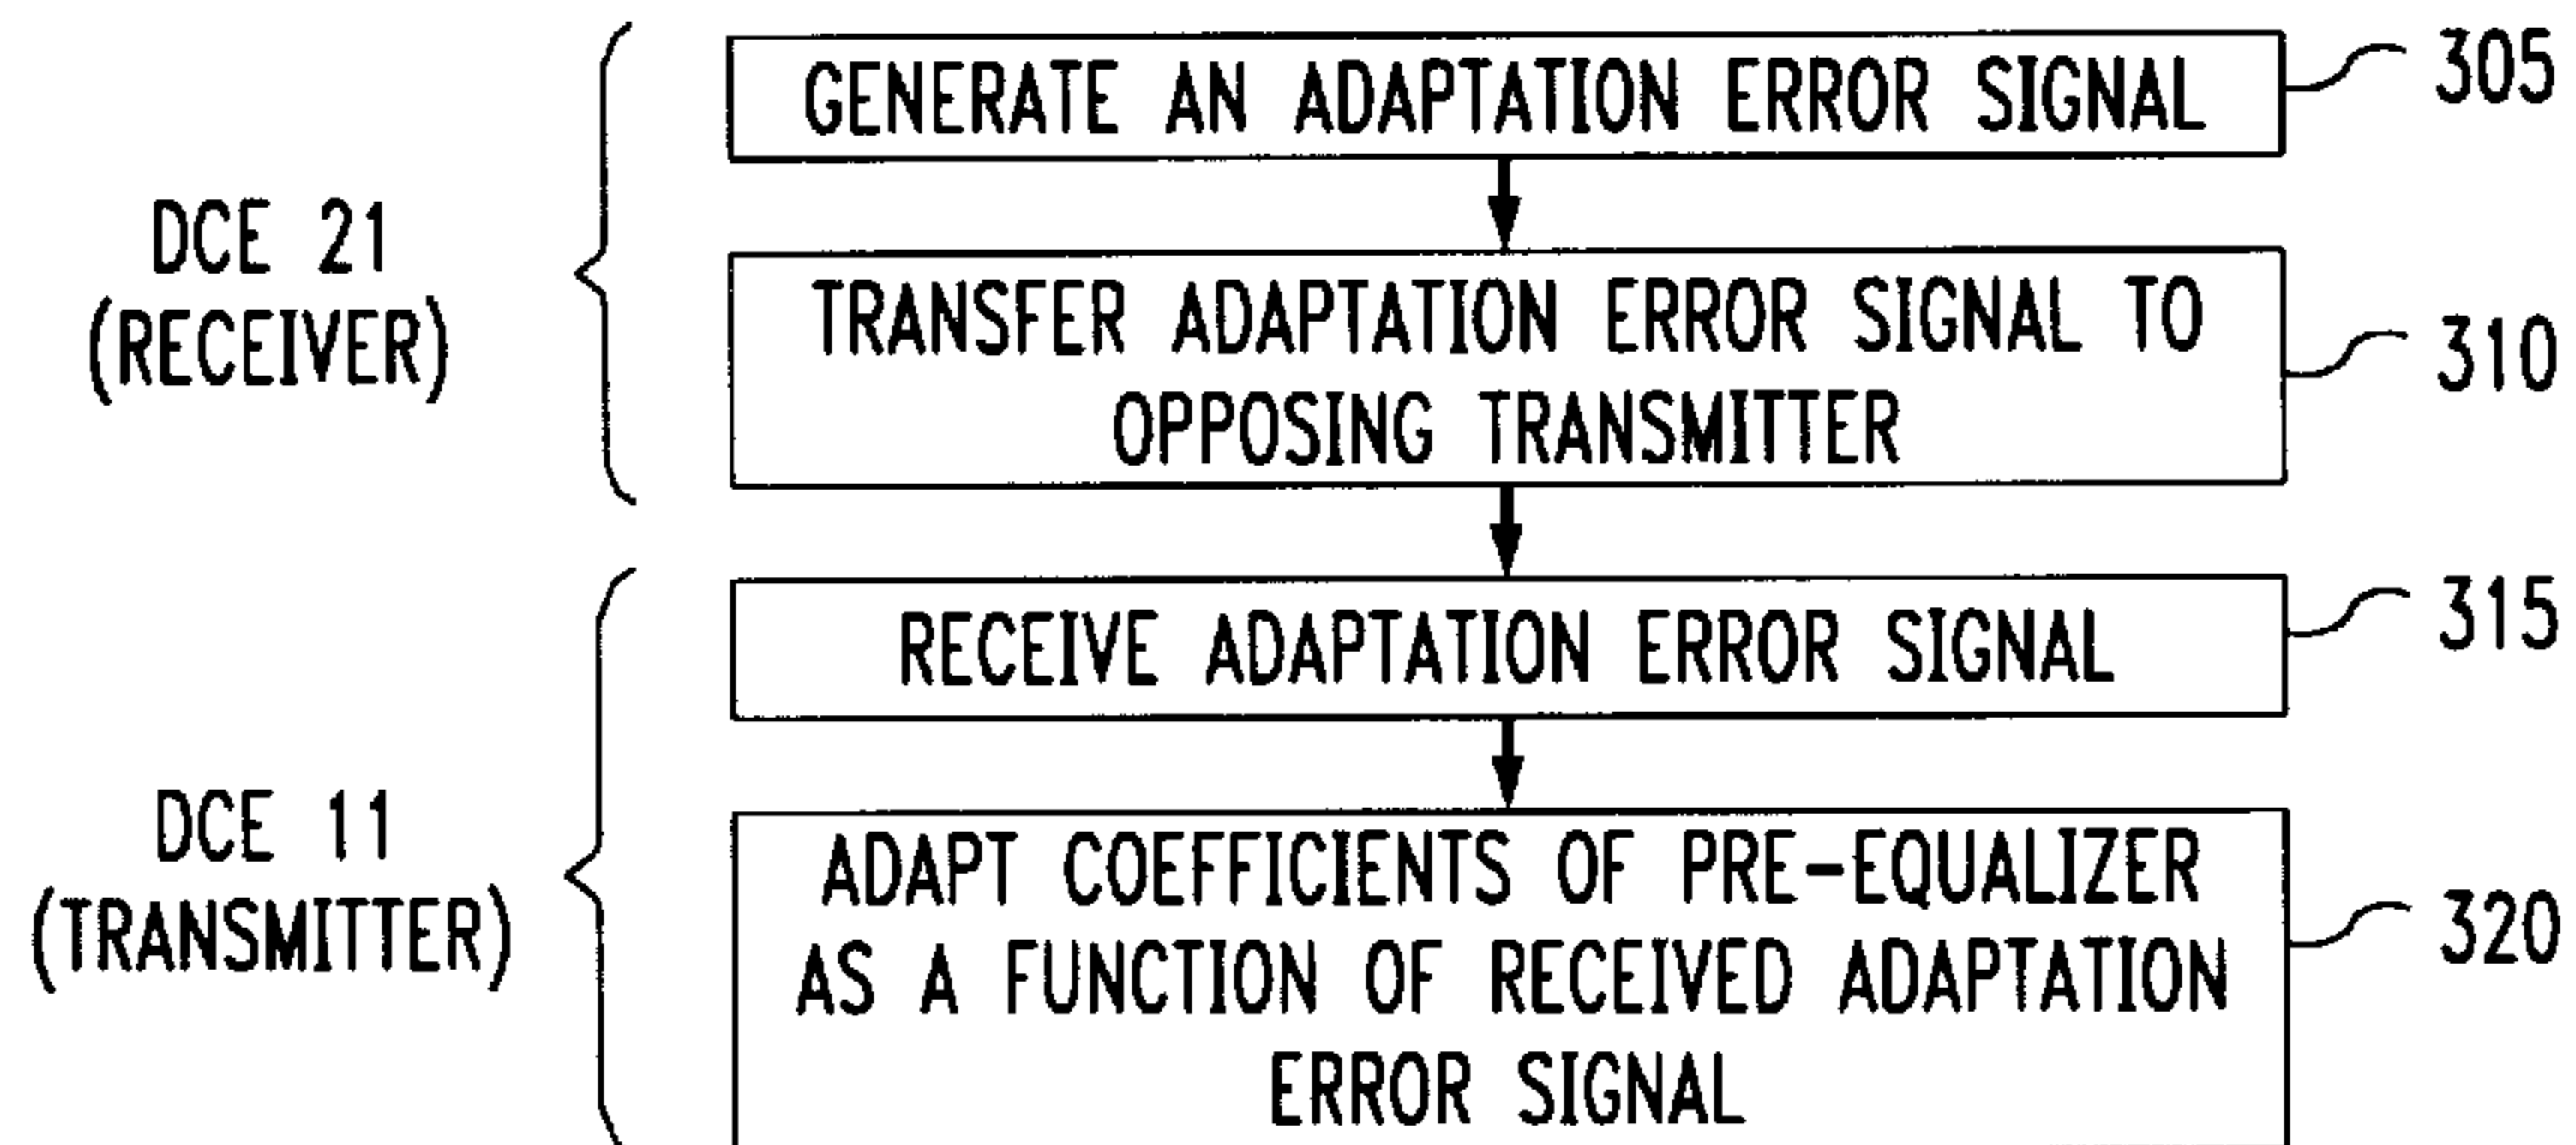 GENERATE AN ADAPTATION ERROR SIGNAL
305
DCE 21
(RECEIVER)
TRANSFER ADAPTATION ERROR SIGNAL TO
OPPOSING TRANSMITTER
310
RECEIVE ADAPTATION ERROR SIGNAL
315
DCE 11
(TRANSMITTER)
ADAPT COEFFICIENTS OF PRE-EQUALIZER
AS A FUNCTION OF RECEIVED ADAPTATION
ERROR SIGNAL
320